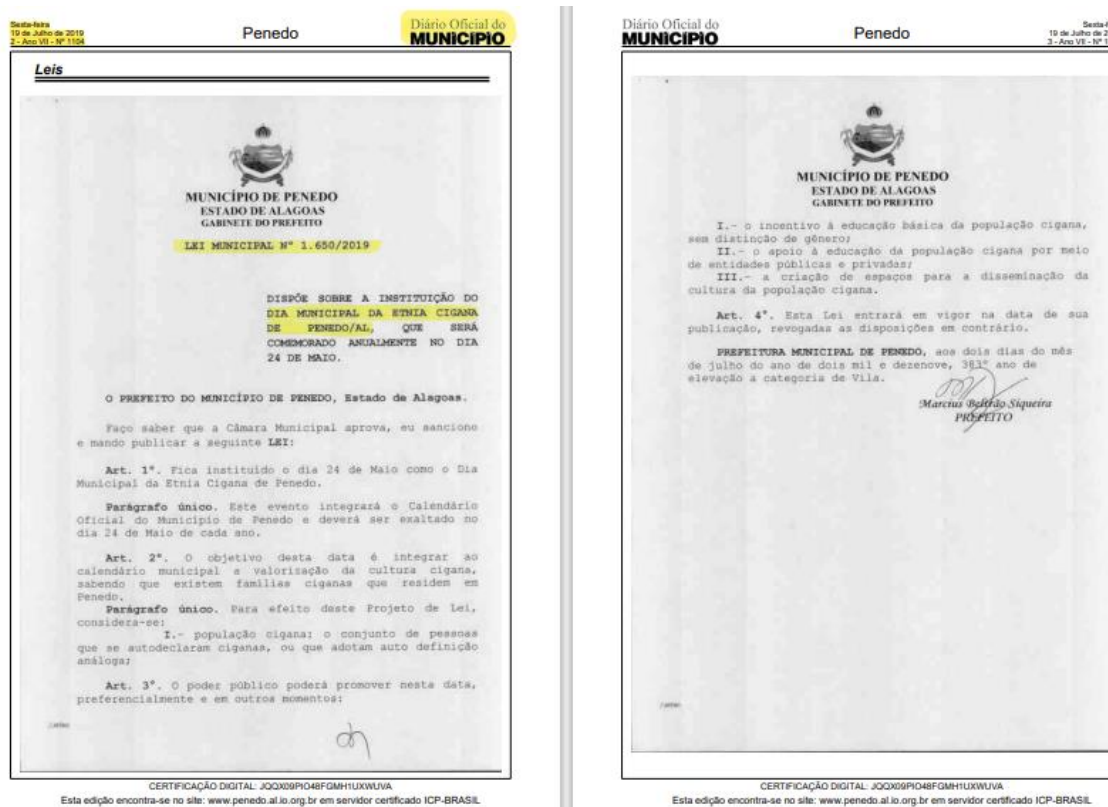 Sexta-feira
19 de Julho de 2019
2 - Ano VII - Nº 1104
Penedo
Diário Oficial do
MUNICÍPIO
Leis
MUNICÍPIO DE PENEDO
ESTADO DE ALAGOAS
GABINETE DO PREFEITO
LEI MUNICIPAL Nº 1.650/2019
DISPÕE SOBRE A INSTITUIÇÃO DO
DIA MUNICIPAL DA ETNIA CIGANA
DE PENEDO/AL, QUE SERÁ
COMEMORADO ANUALMENTE NO DIA
24 DE MAIO.
O PREFEITO DO MUNICÍPIO DE PENEDO, Estado de Alagoas.
Faço saber que a Câmara Municipal aprova, eu sancione
e mando publicar a seguinte LEI:
Art. 1º. Fica instituído o dia 24 de Maio como o Dia
Municipal da Etnia Cigana de Penedo.
Parágrafo único. Este evento integrará o Calendário
Oficial do Município de Penedo e deverá ser exaltado no
dia 24 de Maio de cada ano.
Art. 2º. O objetivo desta data é integrar ao
calendário municipal a valorização da cultura cigana,
sabendo que existem famílias ciganas que residem em
Penedo.
Parágrafo único. Para efeito deste Projeto de Lei,
considera-se:
I.- população cigana: o conjunto de pessoas
que se autodeclaram ciganas, ou que adotam auto definição
análoga;
Art. 3º. O poder público poderá promover nesta data,
preferencialmente e em outros momentos:
CERTIFICAÇÃO DIGITAL: JQQX09PIO48FGMH1UXWUVA
Esta edição encontra-se no site: www.penedo.al.io.org.br em servidor certificado ICP-BRASIL
Diário Oficial do
MUNICÍPIO
Penedo
Sexta-f
19 de Julho de 2
3 - Ano VII - Nº 1
MUNICÍPIO DE PENEDO
ESTADO DE ALAGOAS
GABINETE DO PREFEITO
I.- o incentivo à educação básica da população cigana,
sem distinção de gênero;
II.- o apoio à educação da população cigana por meio
de entidades públicas e privadas;
III.- a criação de espaços para a disseminação da
cultura da população cigana.
Art. 4º. Esta Lei entrará em vigor na data de sua
publicação, revogadas as disposições em contrário.
PREFEITURA MUNICIPAL DE PENEDO, aos dois dias do mês
de julho do ano de dois mil e dezenove, 383º ano de
elevação a categoria de Vila.
Marcius Beltrão Siqueira
PREFEITO
CERTIFICAÇÃO DIGITAL: JQQX09PIO48FGMH1UXWUVA
Esta edição encontra-se no site: www.penedo.al.io.org.br em servidor certificado ICP-BRASIL